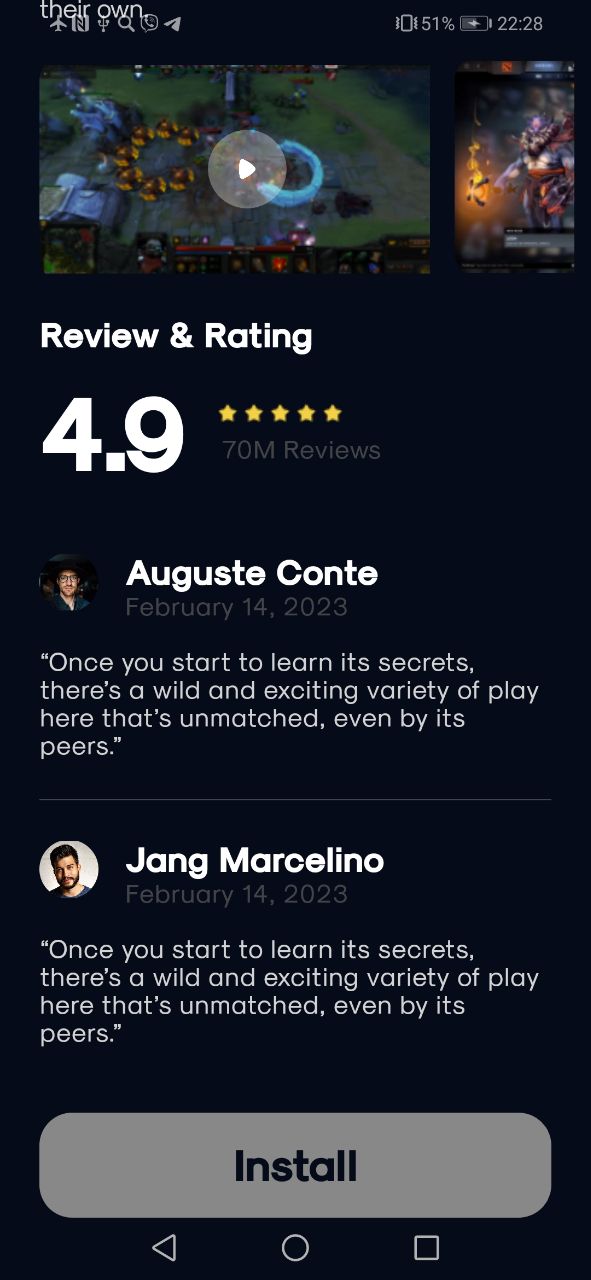 their own.
51% 22:28
Review & Rating
4.9
70M Reviews
Auguste Conte
February 14, 2023
“Once you start to learn its secrets,
there’s a wild and exciting variety of play
here that’s unmatched, even by its
peers.”
Jang Marcelino
February 14, 2023
“Once you start to learn its secrets,
there’s a wild and exciting variety of play
here that’s unmatched, even by its
peers.”
Install